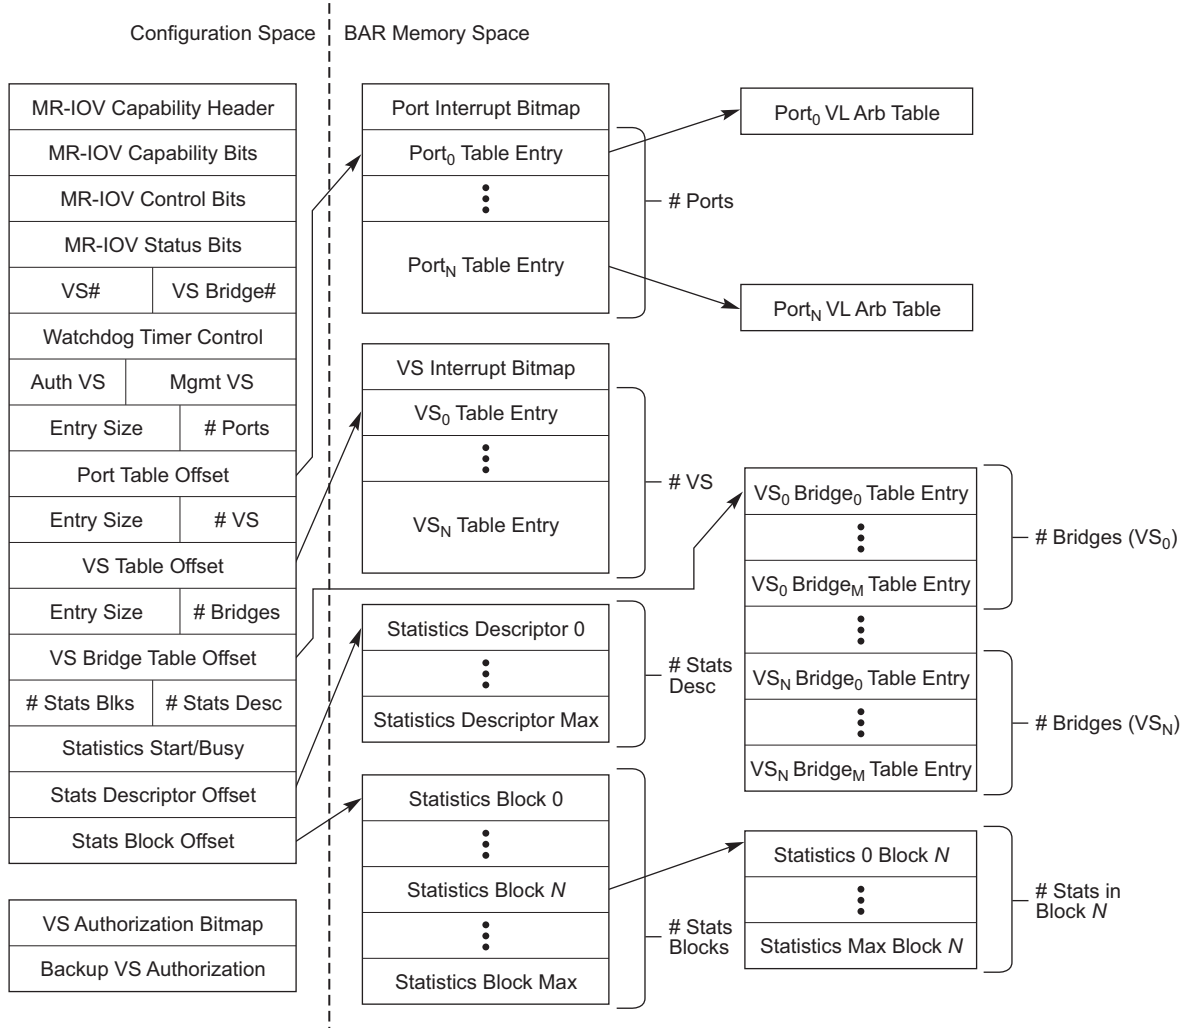 Configuration Space
BAR Memory Space
MR-IOV Capability Header
MR-IOV Capability Bits
MR-IOV Control Bits
MR-IOV Status Bits
VS#
VS Bridge#
Watchdog Timer Control
Auth VS
Mgmt VS
Entry Size
# Ports
Port Table Offset
Entry Size
# VS
VS Table Offset
Entry Size
# Bridges
VS Bridge Table Offset
# Stats Blks
# Stats Desc
Statistics Start/Busy
Stats Descriptor Offset
Stats Block Offset
VS Authorization Bitmap
Backup VS Authorization
Port Interrupt Bitmap
Port0 Table Entry
PortN Table Entry
# Ports
Port0 VL Arb Table
PortN VL Arb Table
VS Interrupt Bitmap
VS0 Table Entry
VSN Table Entry
# VS
VS0 Bridge0 Table Entry
VS0 BridgeM Table Entry
VSN Bridge0 Table Entry
VSN BridgeM Table Entry
# Bridges (VS0)
# Bridges (VSN)
Statistics Descriptor 0
Statistics Descriptor Max
# Stats
Desc
Statistics Block 0
Statistics Block N
Statistics Block Max
# Stats
Blocks
Statistics 0 Block N
Statistics Max Block N
# Stats in
Block N